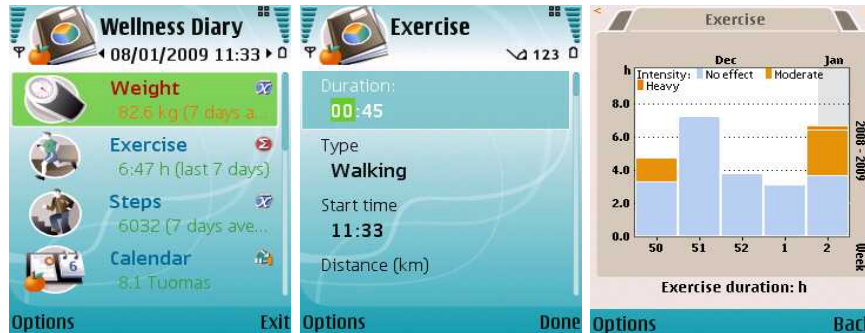 Wellness Diary
08/01/2009 11:33
Weight
82.6 kg (7 days a...
Exercise
6:47 h (last 7 days)
Steps
6032 (7 days ave...
Calendar
8.1 Tuomas
Options Exit
Exercise
123
Duration:
00:45
Type
Walking
Start time
11:33
Distance (km)
Options Done
<
Exercise
Dec Jan
h
Intensity: No effect Moderate
Heavy
8.0
6.0
4.0
2.0
0.0
50 51 52 1 2
2008 - 2009
Week
Exercise duration: h
Options Bac